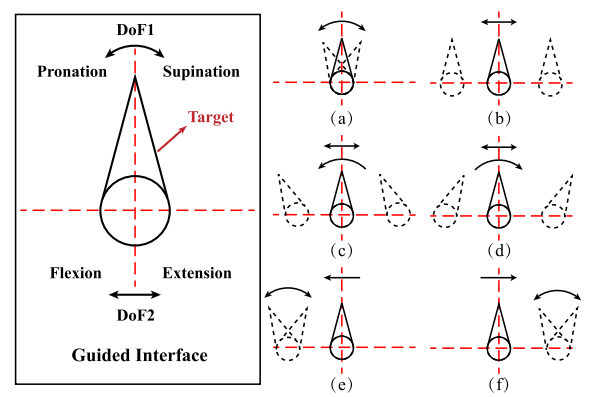 DoF1
Pronation Supination
Target
Flexion Extension
DoF2
Guided Interface
(a) (b)
(c) (d)
(e) (f)